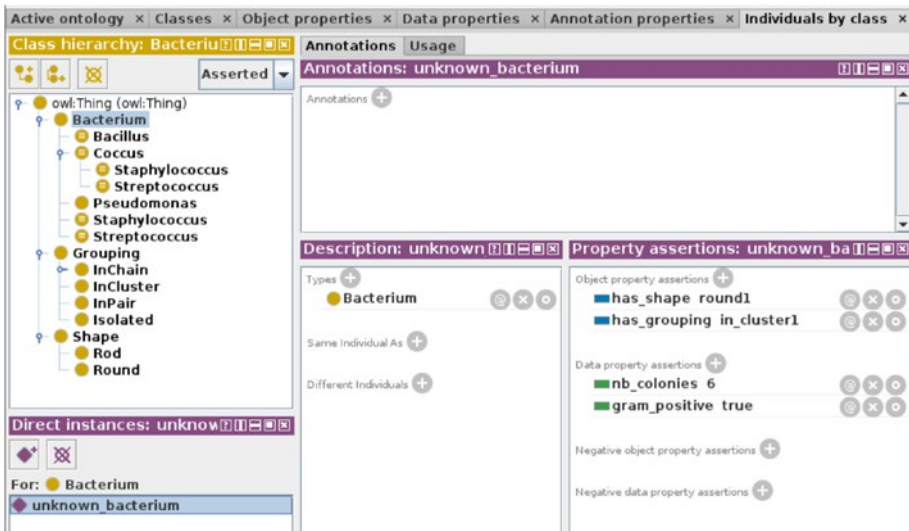 Active ontology × Classes × Object properties × Data properties × Annotation properties × Individuals by class ×
Class hierarchy: Bacteriu
Asserted
owl:Thing (owl:Thing)
Bacterium
Bacillus
Coccus
Staphylococcus
Streptococcus
Pseudomonas
Staphylococcus
Streptococcus
Grouping
InChain
InCluster
InPair
Isolated
Shape
Rod
Round
Direct instances: unknow
For: Bacterium
unknown_bacterium
Annotations Usage
Annotations: unknown_bacterium
Annotations
Description: unknown
Types
Bacterium
Same Individual As
Different Individuals
Property assertions: unknown_ba
Object property assertions
has_shape round1
has_grouping in_cluster1
Data property assertions
nb_colonies 6
gram_positive true
Negative object property assertions
Negative data property assertions